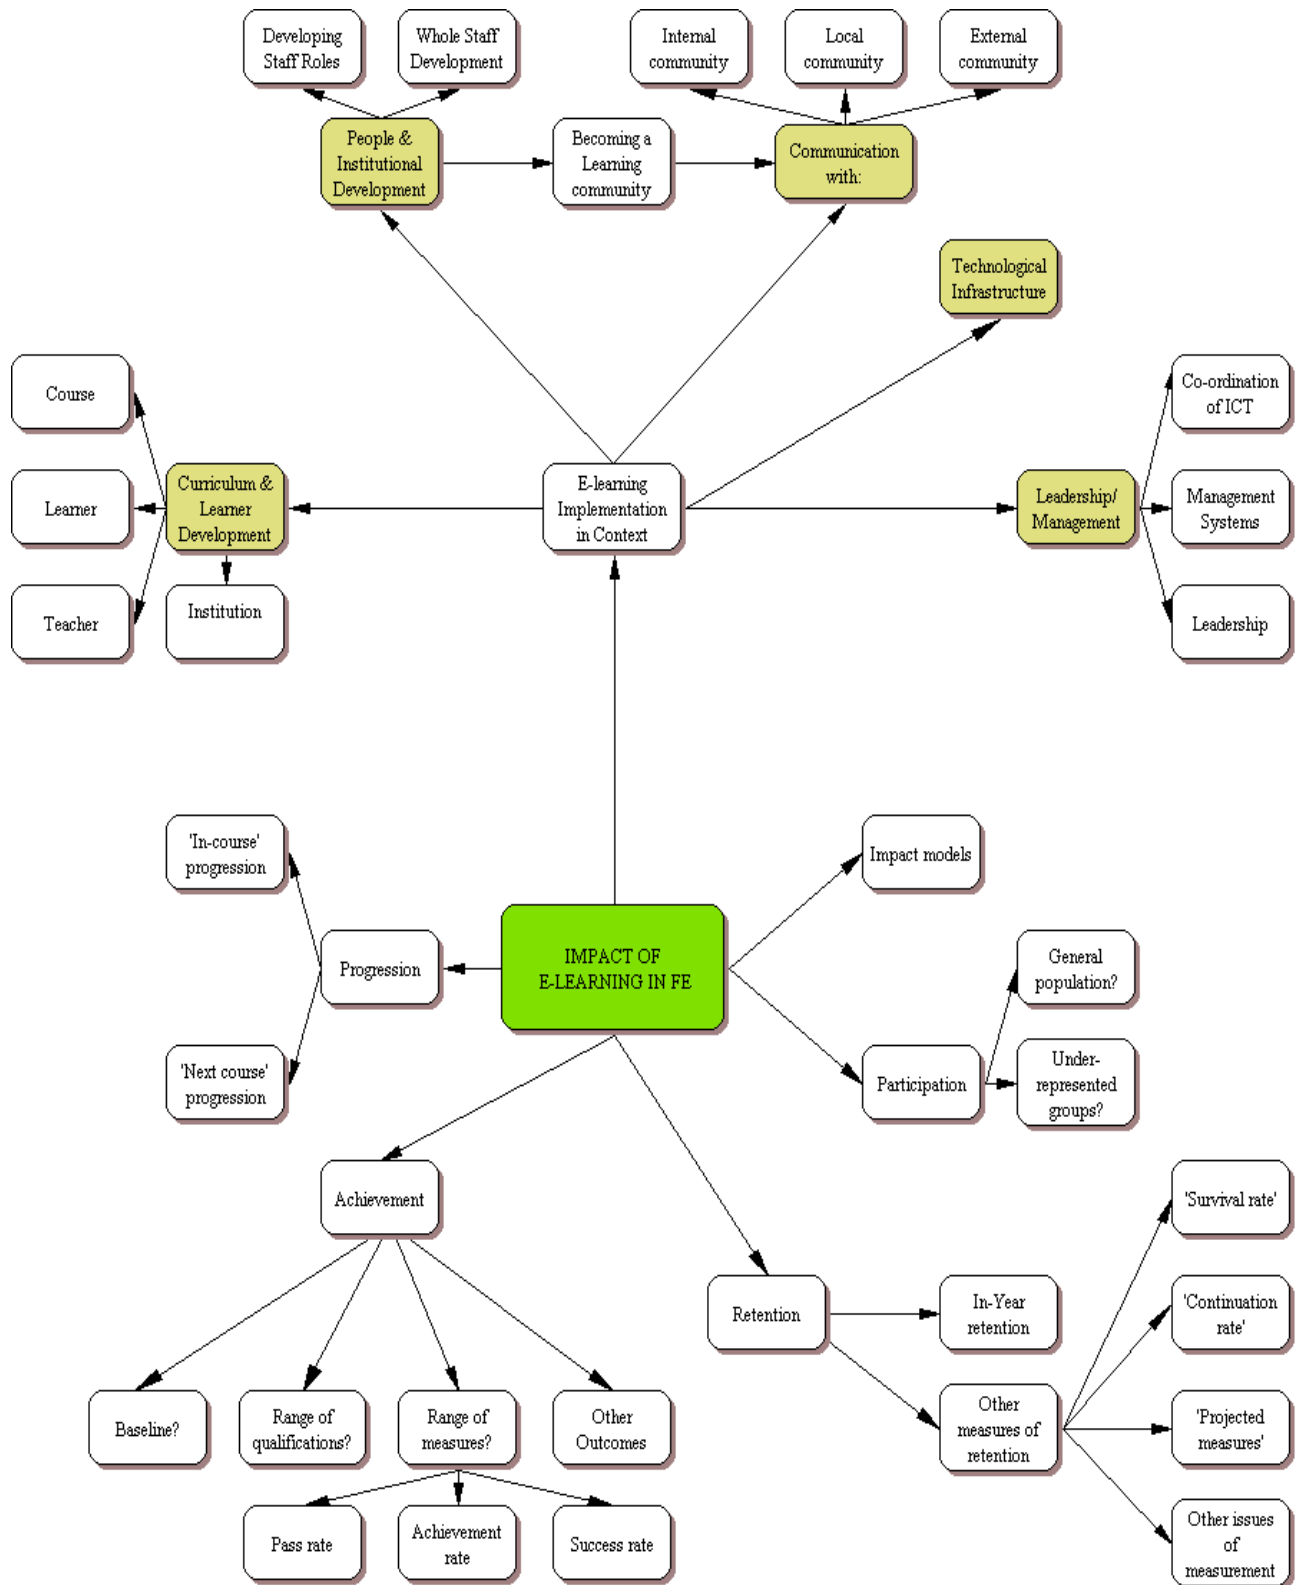 Developing
Staff Roles
Whole Staff
Development
Internal
community
Local
community
External
community
People &
Institutional
Development
Becoming a
Learning
community
Communication
with:
Technological
Infrastructure
Course
Learner
Teacher
Curriculum &
Learner
Development
Institution
E-learning
Implementation
in Context
Leadership/
Management
Co-ordination
of ICT
Management
Systems
Leadership
'In-course'
progression
Progression
'Next course'
progression
IMPACT OF
E-LEARNING IN FE
Impact models
Participation
General
population?
Under-
represented
groups?
Achievement
Baseline?
Range of
qualifications?
Range of
measures?
Other
Outcomes
Pass rate
Achievement
rate
Success rate
Retention
In-Year
retention
Other
measures of
retention
'Survival rate'
'Continuation
rate'
'Projected
measures'
Other issues
of
measurement